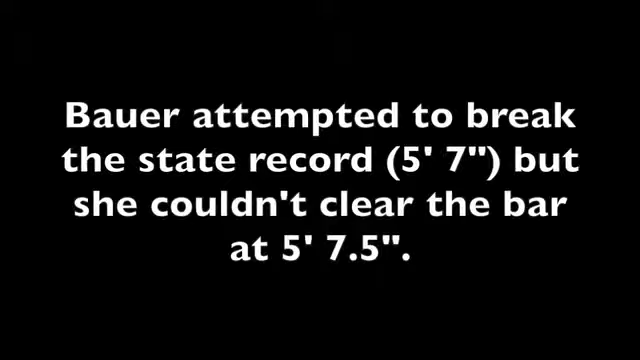 Bauer attempted to break
the state record (5' 7") but
she couldn't clear the bar
at 5' 7.5".